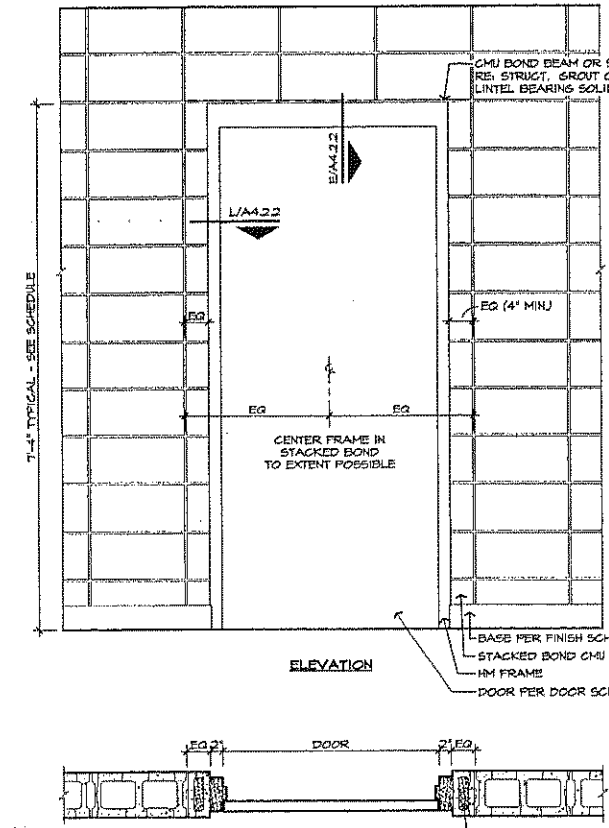 CMU BOND BEAM OR S
RE: STRUCT. GROUT C
LINTEL BEARING SOLI
E/A4.2.2
L/A4.2.2
7'-4" TYPICAL - SEE SCHEDULE
EQ
EQ (4" MIN.)
EQ
EQ
CENTER FRAME IN
STACKED BOND
TO EXTENT POSSIBLE
BASE PER FINISH SCH
STACKED BOND CMU
HM FRAME
DOOR PER DOOR SC
ELEVATION
EQ 2" DOOR 2" EQ